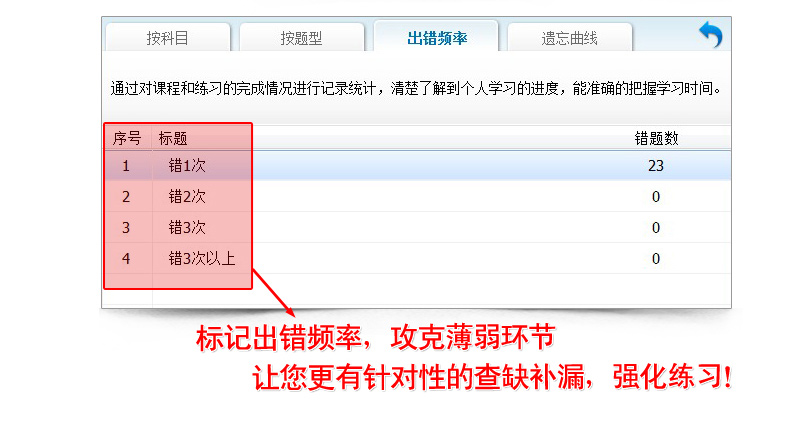 按科目 按题型 出错频率 遗忘曲线
通过对课程和练习的完成情况进行记录统计，清楚了解到个人学习的进度，能准确的把握学习时间。
序号 标题 错题数
1 错1次 23
2 错2次 0
3 错3次 0
4 错3次以上 0
标记出错频率，攻克薄弱环节
让您更有针对性的查缺补漏，强化练习!